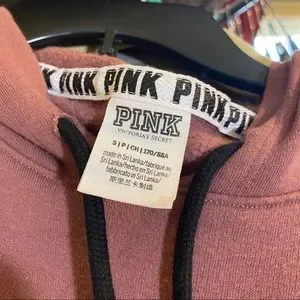 PINK PINK PINK PINK
PINK
VICTORIA'S SECRET
S|P|CH|170/88A
made in Sri Lanka/fabriqué au
Sri Lanka/hecho en Sri Lanka/
fabbricato in Sri Lanka/
斯里兰卡制造